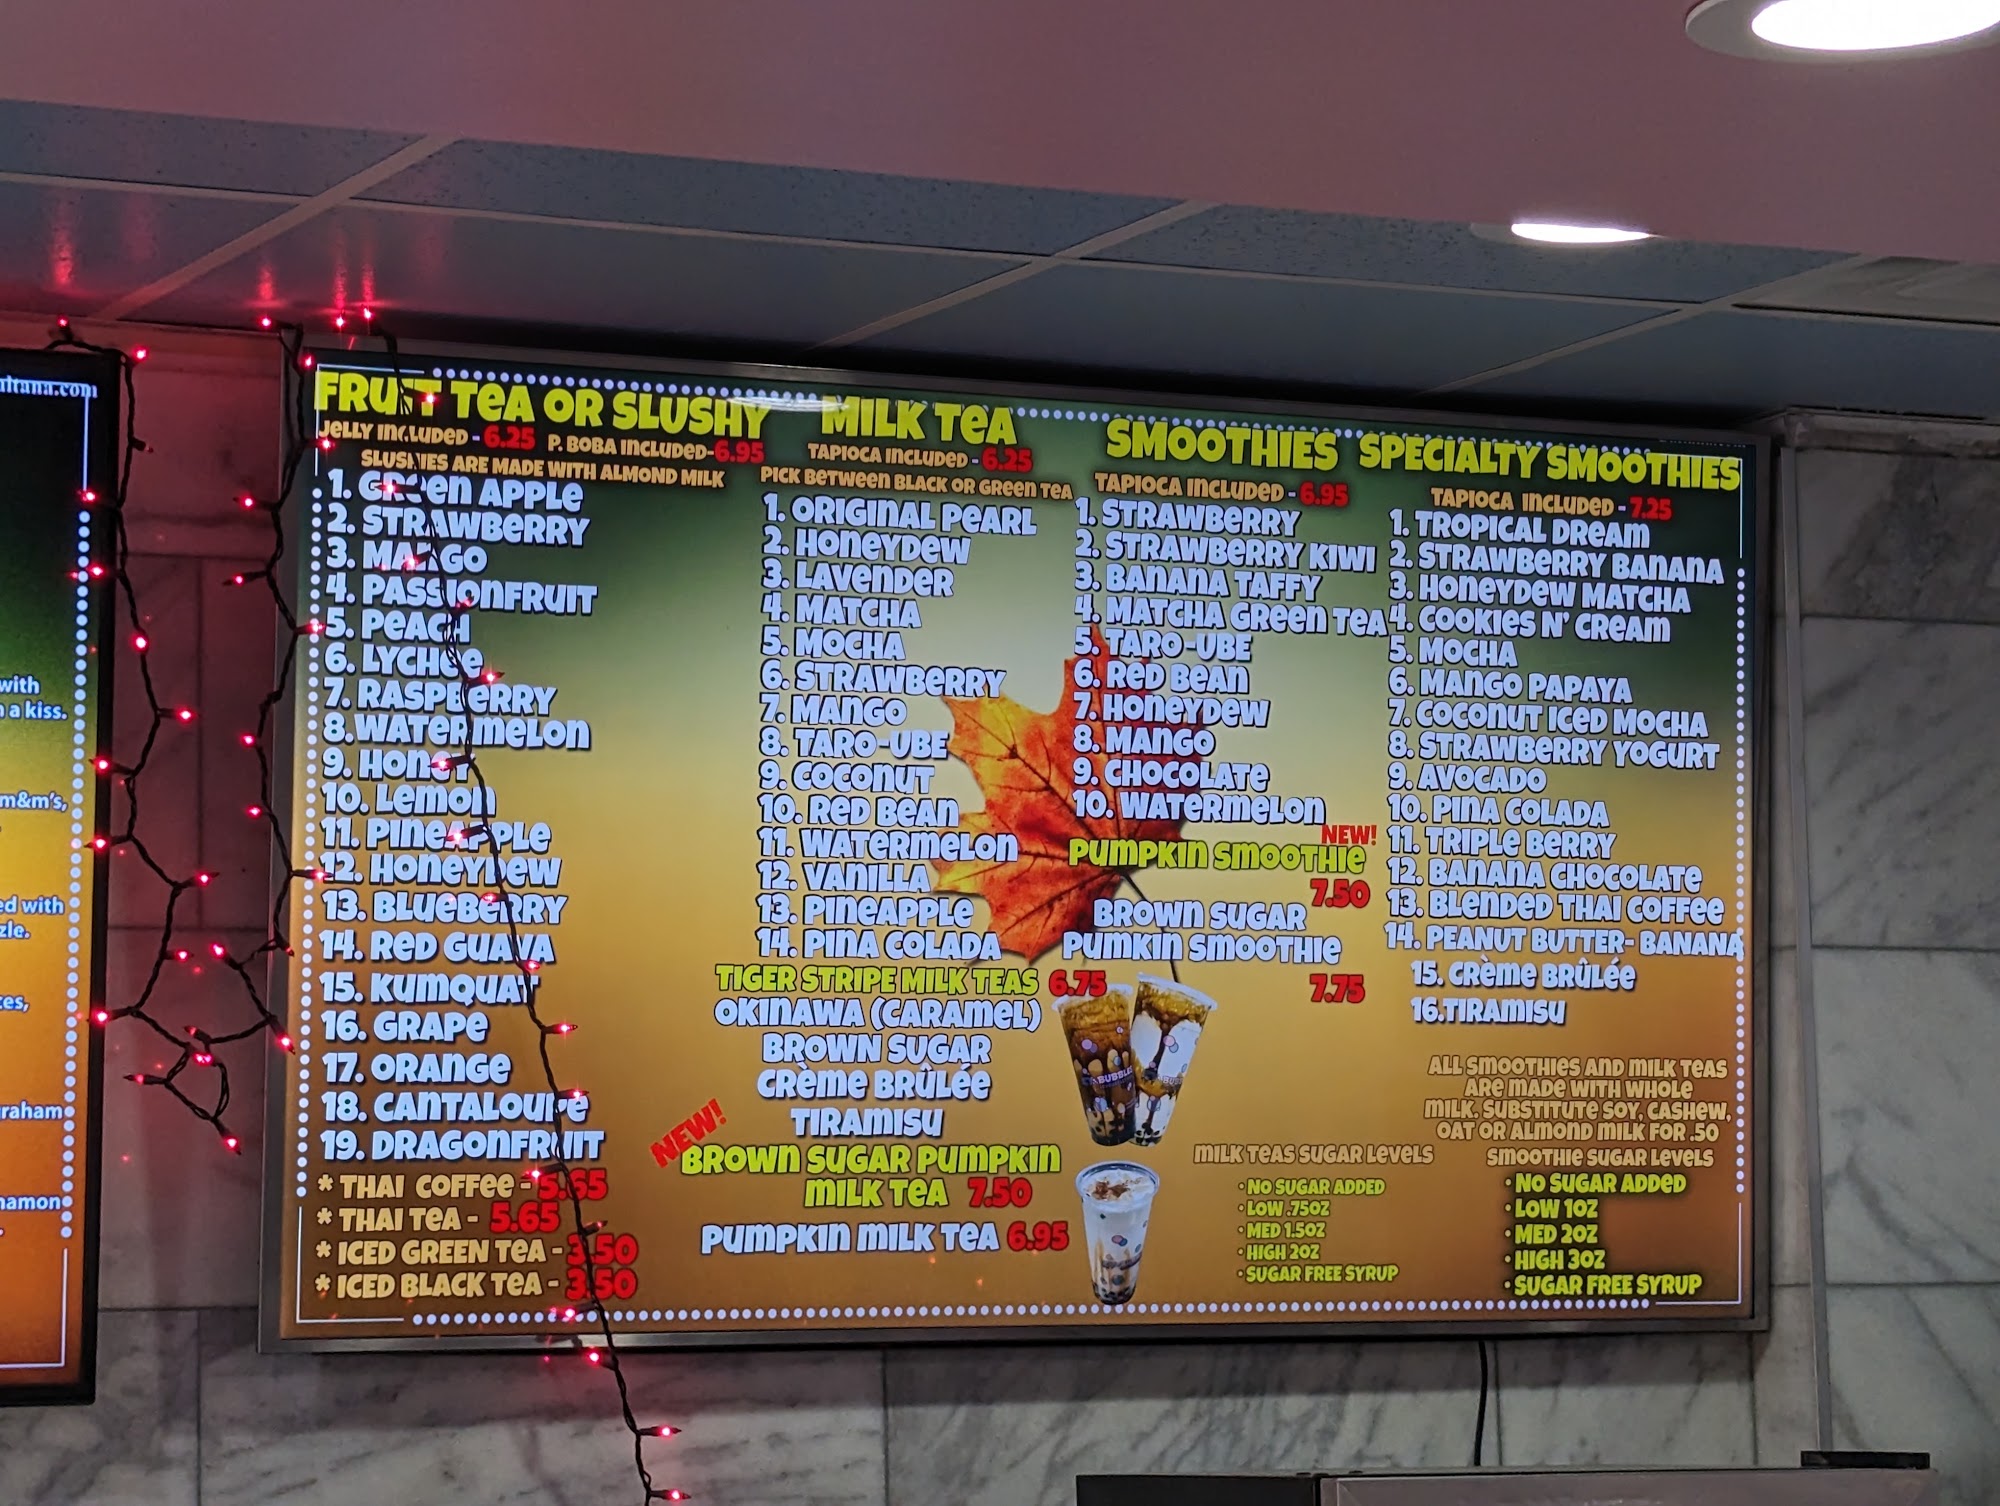 ultana.com
with
a kiss.
m&m's,
ed with
zle.
ces,
raham
namon
FRUIT TEA OR SLUSHY
JELLY INCLUDED - 6.25 P. BOBA INCLUDED-6.95
SLUSHIES ARE MADE WITH ALMOND MILK
1. GREEN APPLE
2. STRAWBERRY
3. MANGO
4. PASSIONFRUIT
5. PEACH
6. LYCHEE
7. RASPBERRY
8.WATERMELON
9. HONEY
10. LEMON
11. PINEAPPLE
12. HONEYDEW
13. BLUEBERRY
14. RED GUAVA
15. KUMQUAT
16. GRAPE
17. ORANGE
18. CANTALOUPE
19. DRAGONFRUIT
* THAI COFFEE - 5.65
* THAI TEA - 5.65
* ICED GREEN TEA - 3.50
* ICED BLACK TEA - 3.50
MILK TEA
TAPIOCA INCLUDED - 6.25
PICK BETWEEN BLACK OR GREEN TEA
1. ORIGINAL PEARL
2. HONEYDEW
3. LAVENDER
4. MATCHA
5. MOCHA
6. STRAWBERRY
7. MANGO
8. TARO-UBE
9. COCONUT
10. RED BEAN
11. WATERMELON
12. VANILLA
13. PINEAPPLE
14. PINA COLADA
TIGER STRIPE MILK TEAS 6.75
OKINAWA (CARAMEL)
BROWN SUGAR
CRÈME BRÛLÉE
TIRAMISU
NEW!
BROWN SUGAR PUMPKIN
MILK TEA 7.50
PUMPKIN MILK TEA 6.95
SMOOTHIES
TAPIOCA INCLUDED - 6.95
1. STRAWBERRY
2. STRAWBERRY KIWI
3. BANANA TAFFY
4. MATCHA GREEN TEA
5. TARO-UBE
6. RED BEAN
7. HONEYDEW
8. MANGO
9. CHOCOLATE
10. WATERMELON
NEW!
PUMPKIN SMOOTHIE
7.50
BROWN SUGAR
PUMKIN SMOOTHIE
7.75
BUBBLE
MILK TEAS SUGAR LEVELS
• NO SUGAR ADDED
• LOW .75OZ
• MED 1.5OZ
• HIGH 2OZ
• SUGAR FREE SYRUP
SPECIALTY SMOOTHIES
TAPIOCA INCLUDED - 7.25
1. TROPICAL DREAM
2. STRAWBERRY BANANA
3. HONEYDEW MATCHA
4. COOKIES N' CREAM
5. MOCHA
6. MANGO PAPAYA
7. COCONUT ICED MOCHA
8. STRAWBERRY YOGURT
9. AVOCADO
10. PINA COLADA
11. TRIPLE BERRY
12. BANANA CHOCOLATE
13. BLENDED THAI COFFEE
14. PEANUT BUTTER- BANANA
15. CRÈME BRÛLÉE
16.TIRAMISU
ALL SMOOTHIES AND MILK TEAS
ARE MADE WITH WHOLE
MILK. SUBSTITUTE SOY, CASHEW,
OAT OR ALMOND MILK FOR .50
SMOOTHIE SUGAR LEVELS
• NO SUGAR ADDED
• LOW 1OZ
• MED 2OZ
• HIGH 3OZ
• SUGAR FREE SYRUP